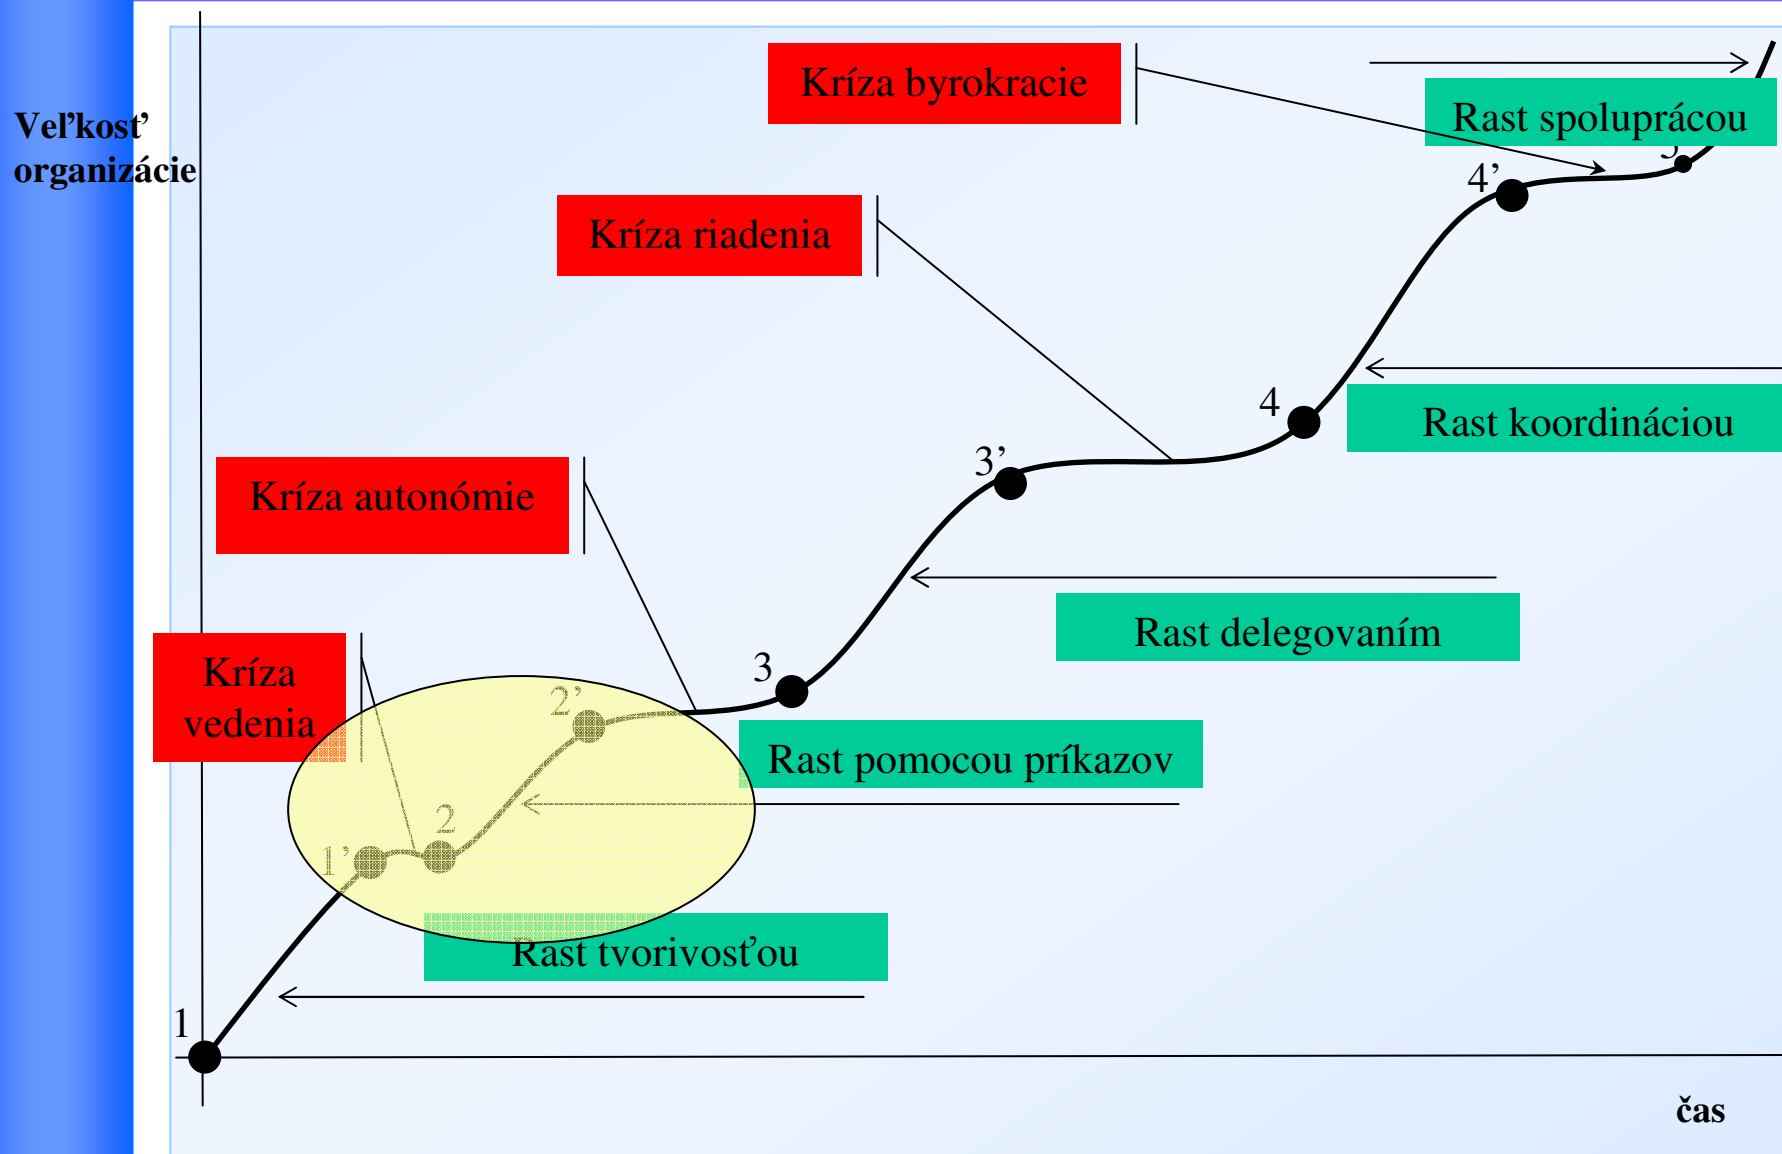 Kríza byrokracie
Rast spoluprácou
Veľkosť
organizácie
5
4’
Kríza riadenia
4
Rast koordináciou
3’
Kríza autonómie
Rast delegovaním
3
Kríza
vedenia
2’
Rast pomocou príkazov
2
1’
Rast tvorivosťou
1
čas